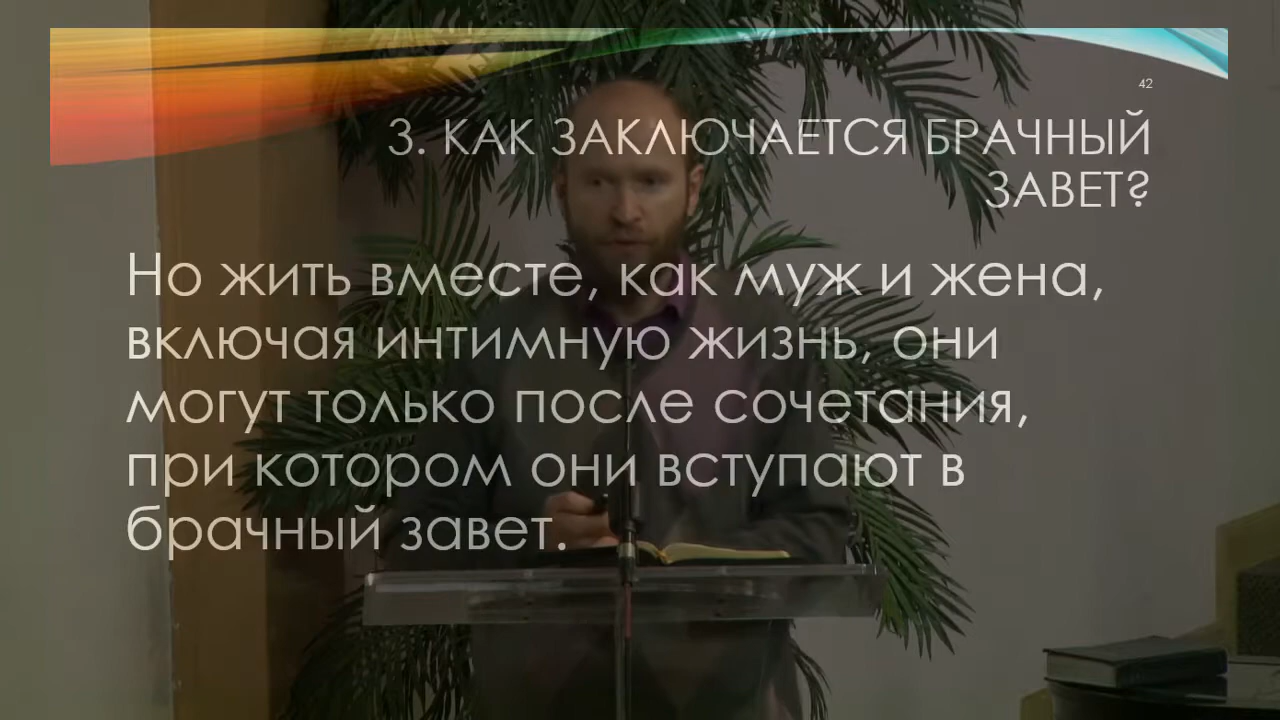 42
3. КАК ЗАКЛЮЧАЕТСЯ БРАЧНЫЙ
ЗАВЕТ?
Но жить вместе, как муж и жена,
включая интимную жизнь, они
могут только после сочетания,
при котором они вступают в
брачный завет.